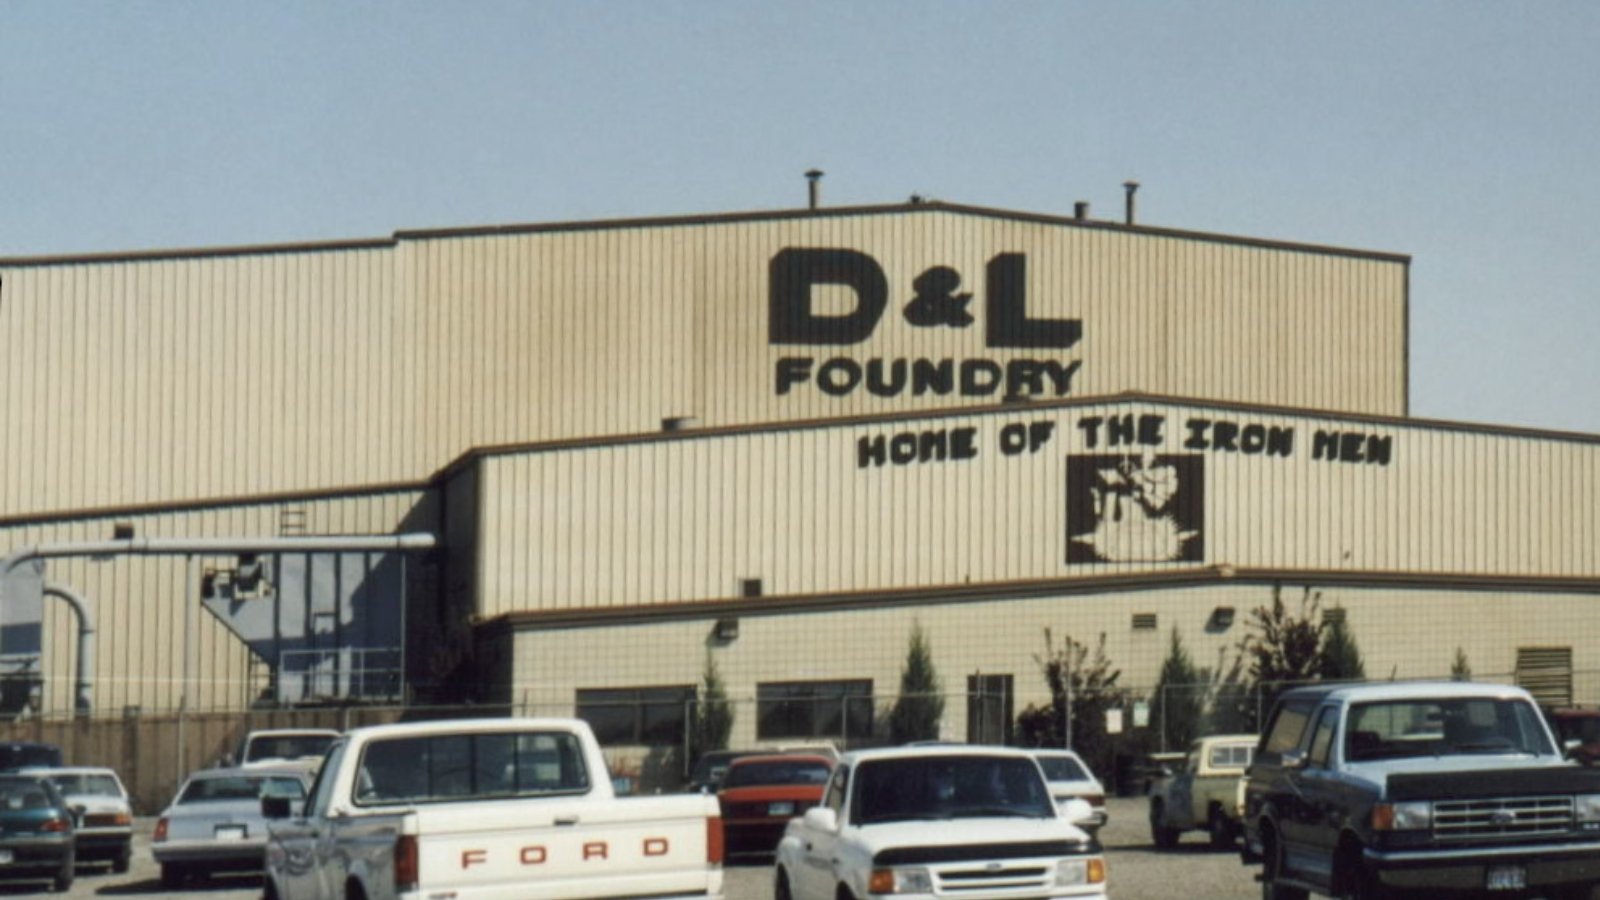 D&L
FOUNDRY
HOME OF THE IRON MEN
FORD